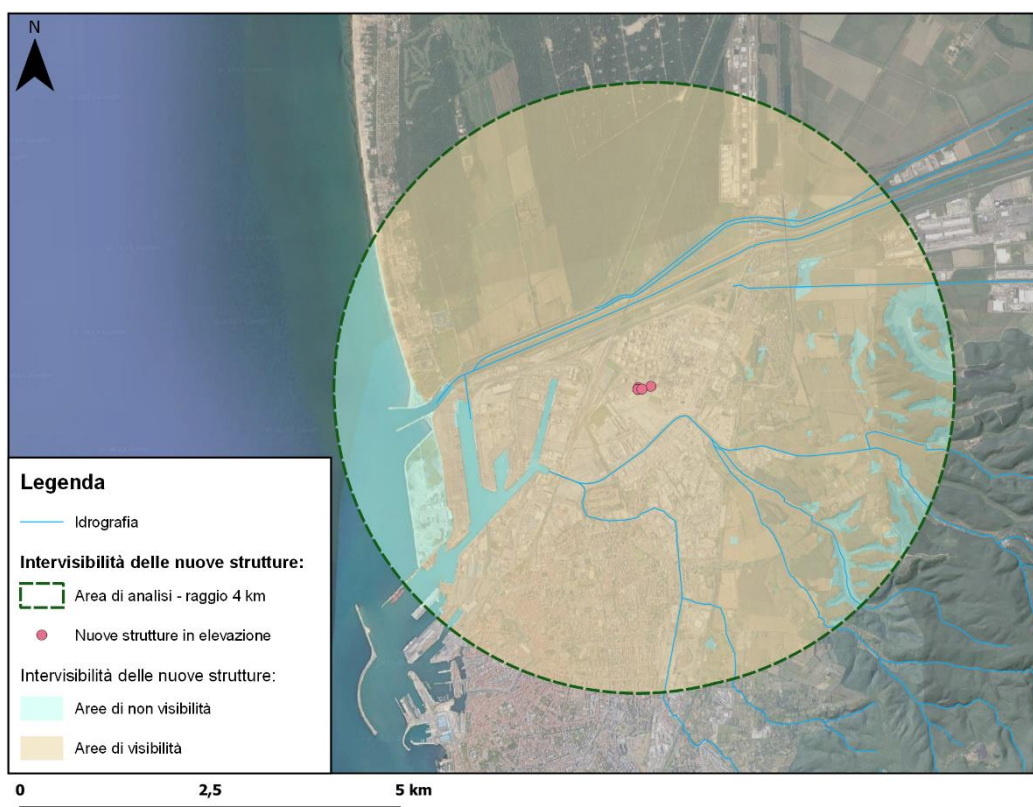 N
Legenda
Idrografia
Intervisibilità delle nuove strutture:
Area di analisi - raggio 4 km
Nuove strutture in elevazione
Intervisibilità delle nuove strutture:
Aree di non visibilità
Aree di visibilità
0 2,5 5 km